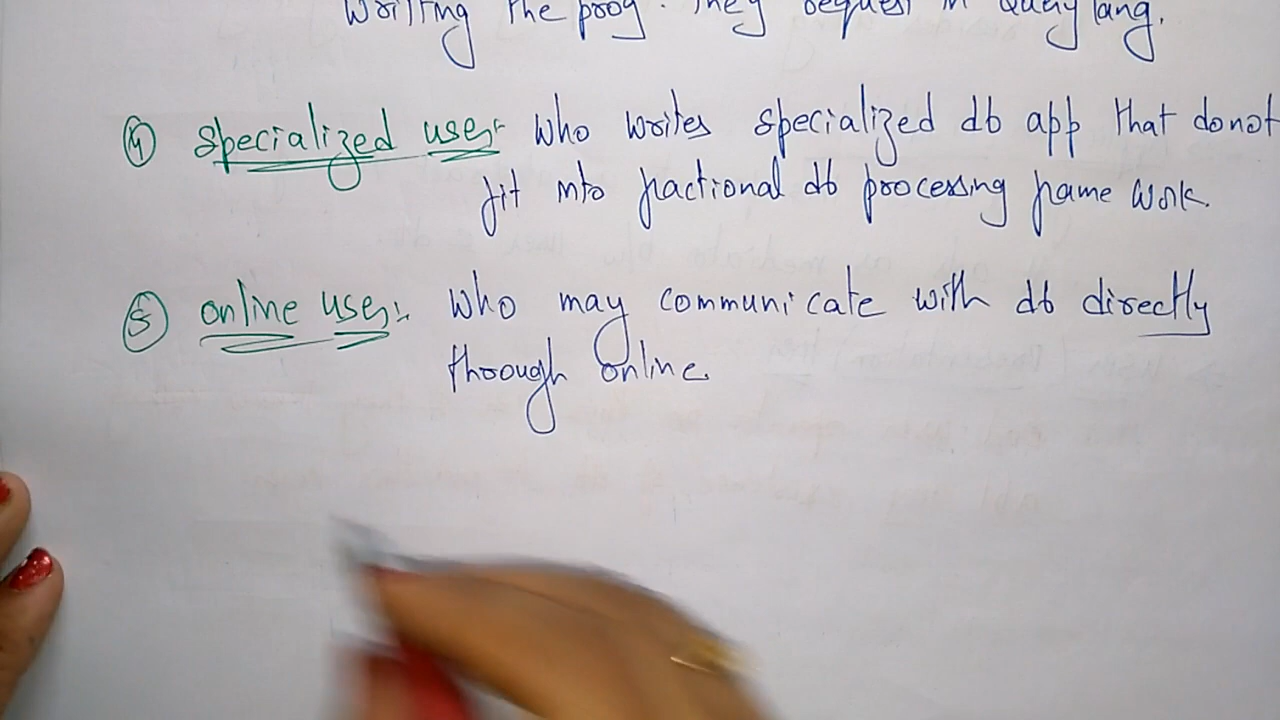 writing the prog. They request in Query lang.
④ specialized user:- who writes specialized db app that donot
fit into fractional db processing frame work.
⑤ online user:- who may communicate with db directly
through online.